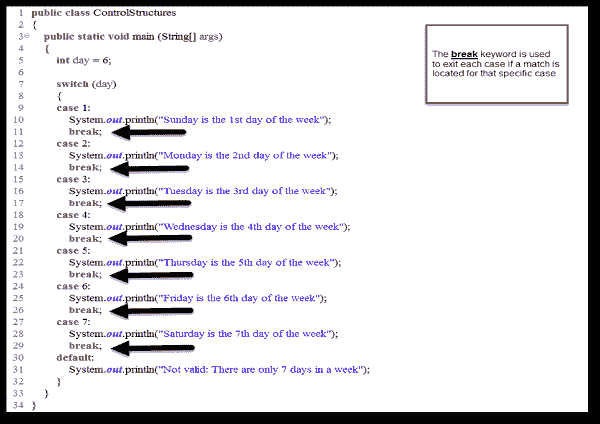 1 public class ControlStructures
2 {
3 public static void main (String[] args)
4 {
5 int day = 6;
6
7 switch (day)
8 {
9 case 1:
10 System.out.println("Sunday is the 1st day of the week");
11 break;
12 case 2:
13 System.out.println("Monday is the 2nd day of the week");
14 break;
15 case 3:
16 System.out.println("Tuesday is the 3rd day of the week");
17 break;
18 case 4:
19 System.out.println("Wednesday is the 4th day of the week");
20 break;
21 case 5:
22 System.out.println("Thursday is the 5th day of the week");
23 break;
24 case 6:
25 System.out.println("Friday is the 6th day of the week");
26 break;
27 case 7:
28 System.out.println("Saturday is the 7th day of the week");
29 break;
30 default:
31 System.out.println("Not valid: There are only 7 days in a week");
32 }
33 }
34 }
The break keyword is used
to exit each case if a match is
located for that specific case